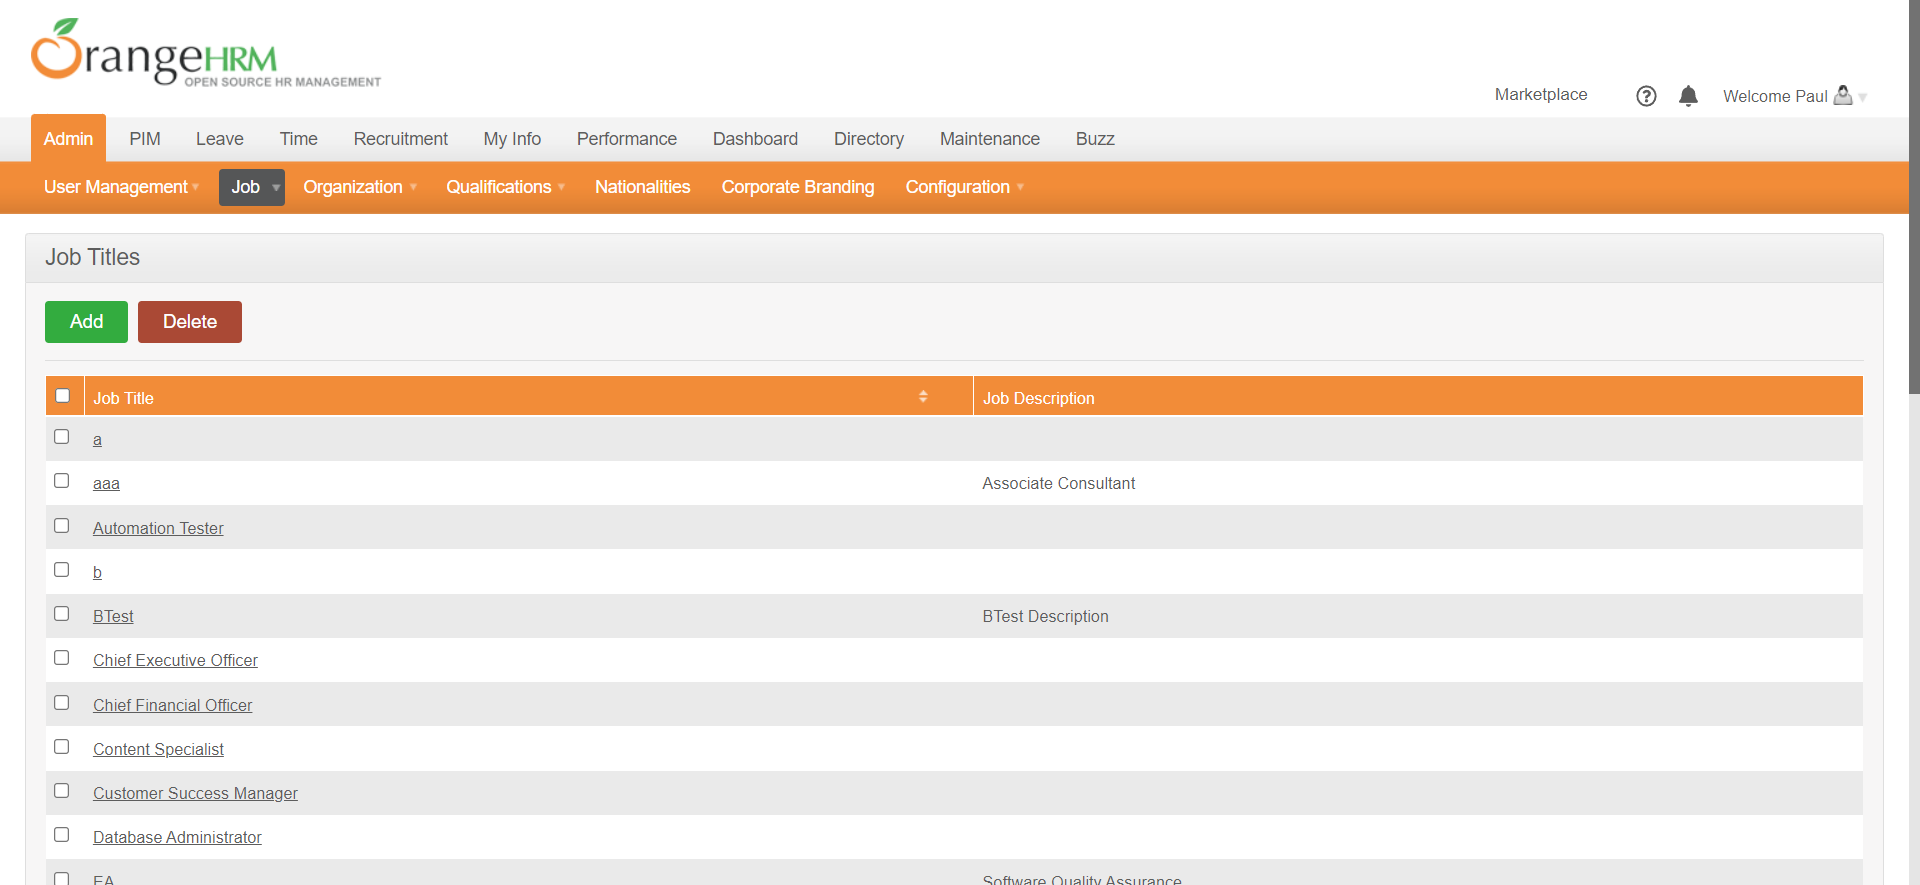 OrangeHRM
OPEN SOURCE HR MANAGEMENT
Marketplace ? Welcome Paul
Admin PIM Leave Time Recruitment My Info Performance Dashboard Directory Maintenance Buzz
User Management Job Organization Qualifications Nationalities Corporate Branding Configuration
Job Titles
Add Delete
Job Title Job Description
a
aaa Associate Consultant
Automation Tester
b
BTest BTest Description
Chief Executive Officer
Chief Financial Officer
Content Specialist
Customer Success Manager
Database Administrator
EA Software Quality Assurance